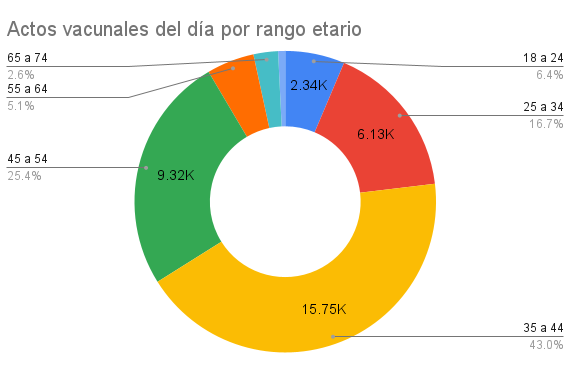 Actos vacunales del día por rango etario
65 a 74
2.6%
55 a 64
5.1%
45 a 54
25.4%
18 a 24
6.4%
25 a 34
16.7%
35 a 44
43.0%
2.34K
6.13K
9.32K
15.75K